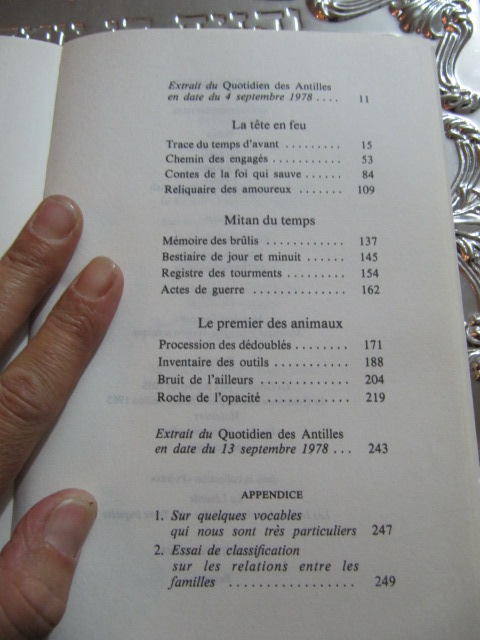 Extrait du Quotidien des Antilles
en date du 4 septembre 1978 .... 11
La tête en feu
Trace du temps d'avant ......... 15
Chemin des engagés ........... 53
Contes de la foi qui sauve ...... 84
Reliquaire des amoureux ....... 109
Mitan du temps
Mémoire des brûlis ............ 137
Bestiaire de jour et minuit ...... 145
Registre des tourments ......... 154
Actes de guerre .............. 162
Le premier des animaux
Procession des dédoublés ........ 171
Inventaire des outils ........... 188
Bruit de l'ailleurs ............. 204
Roche de l'opacité ............ 219
Extrait du Quotidien des Antilles
en date du 13 septembre 1978 ... 243
APPENDICE
1. Sur quelques vocables
qui nous sont très particuliers 247
2. Essai de classification
sur les relations entre les
familles .................. 249